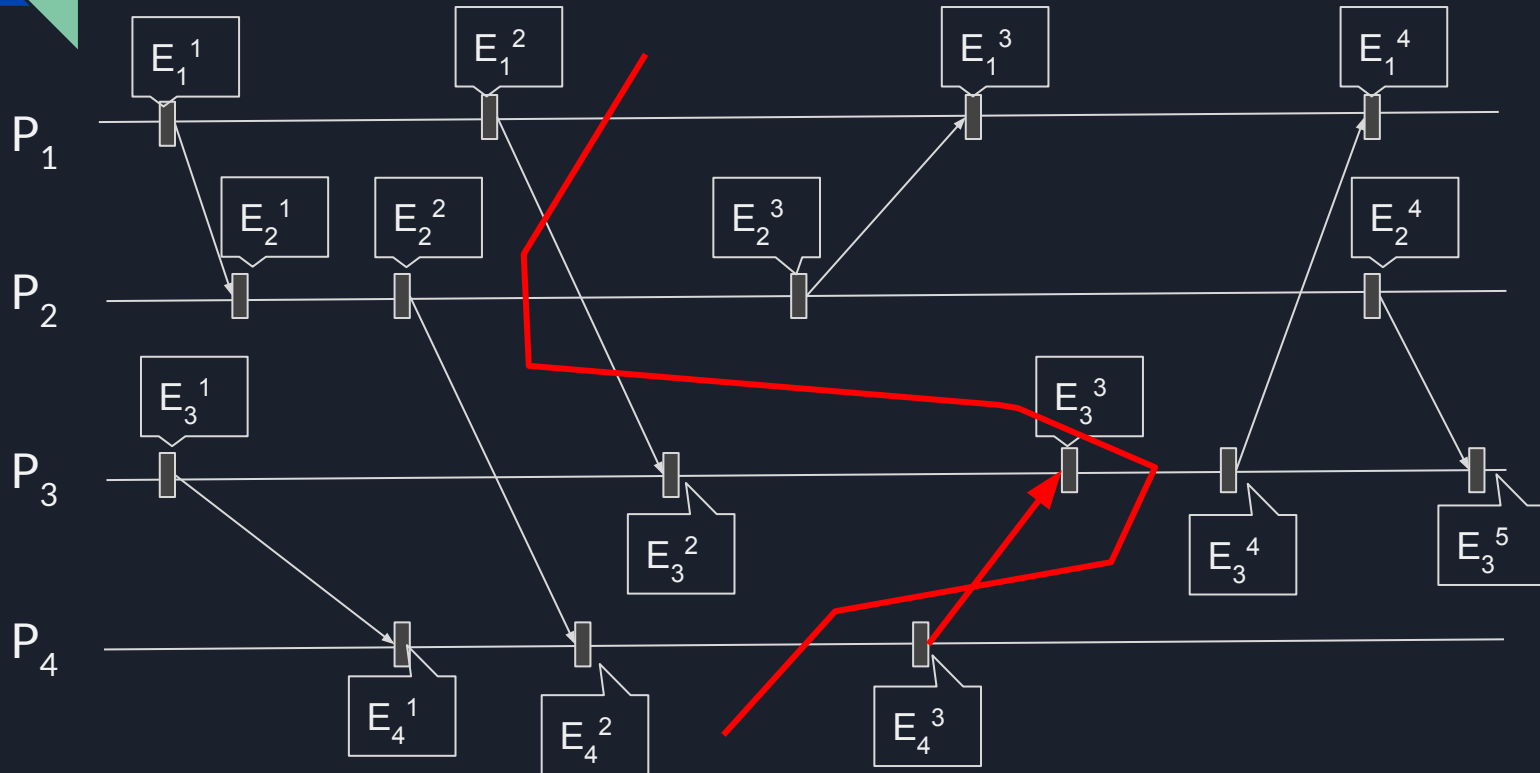 E₁¹ E₁² E₁³ E₁⁴
P₁
E₂¹ E₂² E₂³ E₂⁴
P₂
E₃¹ E₃³
P₃
E₃² E₃⁴ E₃⁵
P₄
E₄¹ E₄² E₄³